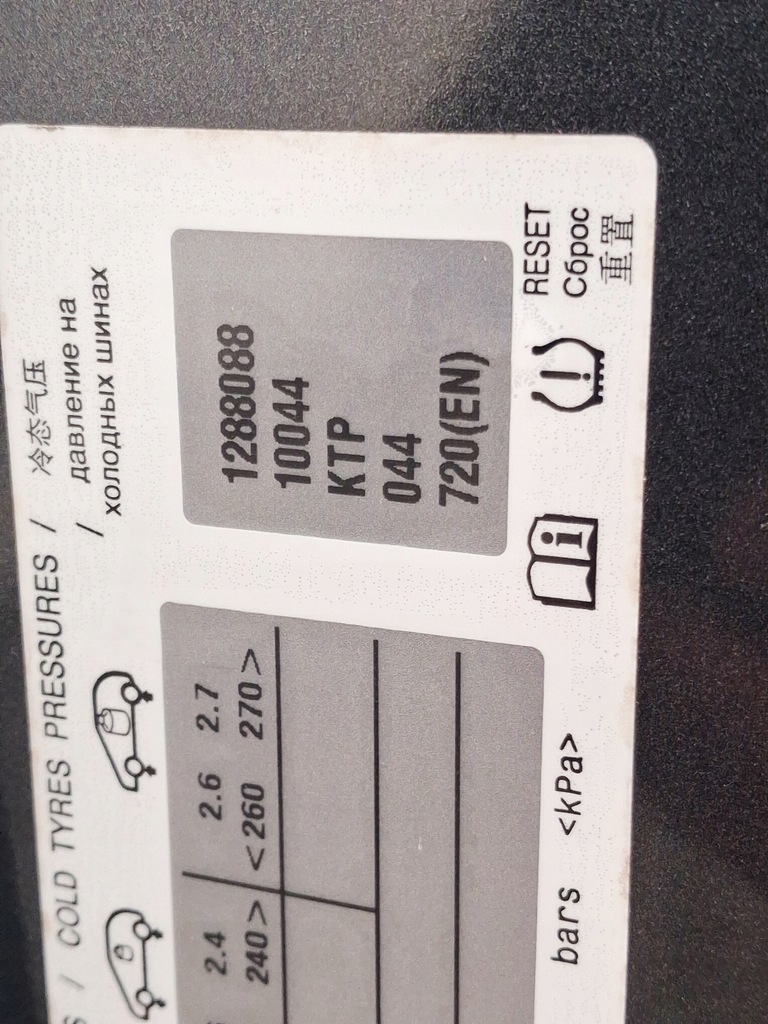 / COLD TYRES PRESSURES / 冷态气压
/ давление на
холодных шинах
2.4
240 >
2.6 2.7
< 260 270 >
1288088
10044
KTP
044
720(EN)
bars <kPa>
RESET
Сброс
重置